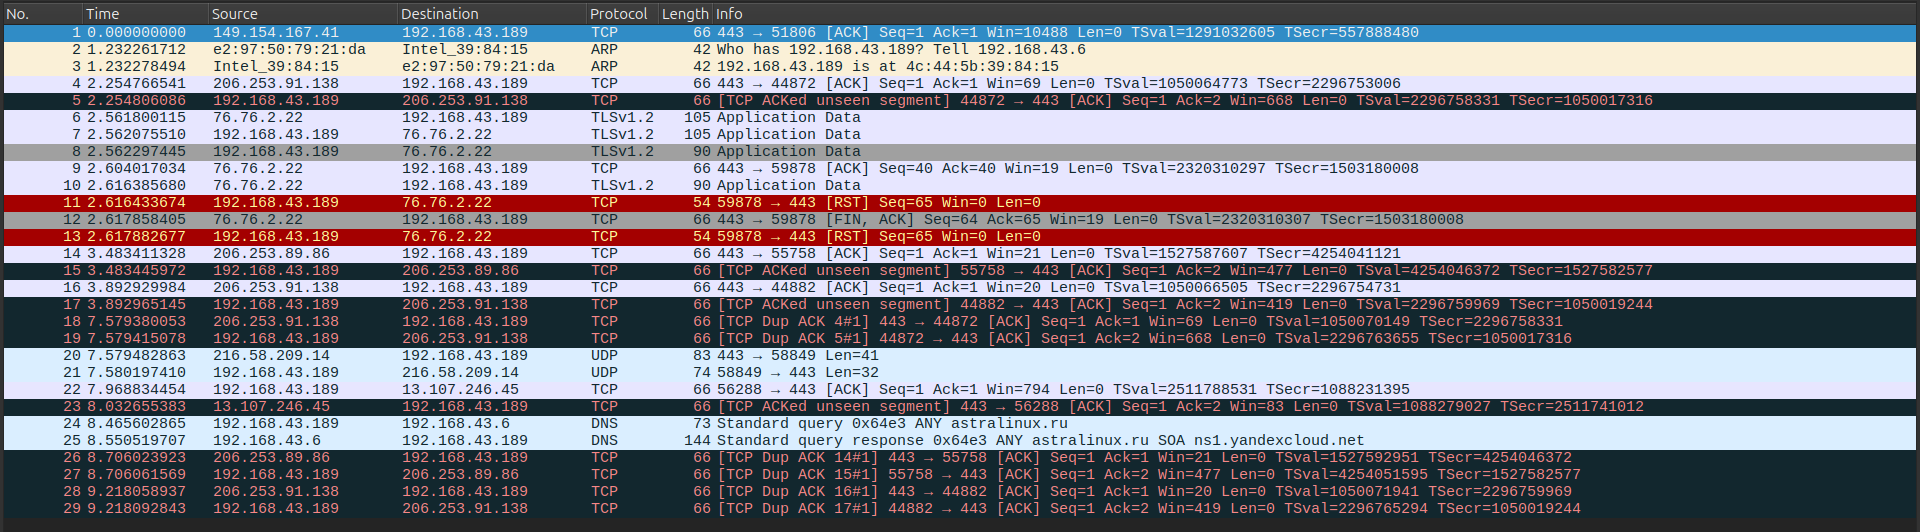 No. Time Source Destination Protocol Length Info
1 0.000000000 149.154.167.41 192.168.43.189 TCP 66 443 → 51806 [ACK] Seq=1 Ack=1 Win=10488 Len=0 TSval=1291032605 TSecr=557888480
2 1.232261712 e2:97:50:79:21:da Intel_39:84:15 ARP 42 Who has 192.168.43.189? Tell 192.168.43.6
3 1.232278494 Intel_39:84:15 e2:97:50:79:21:da ARP 42 192.168.43.189 is at 4c:44:5b:39:84:15
4 2.254766541 206.253.91.138 192.168.43.189 TCP 66 443 → 44872 [ACK] Seq=1 Ack=1 Win=69 Len=0 TSval=1050064773 TSecr=2296753006
5 2.254806086 192.168.43.189 206.253.91.138 TCP 66 [TCP ACKed unseen segment] 44872 → 443 [ACK] Seq=1 Ack=2 Win=668 Len=0 TSval=2296758331 TSecr=1050017316
6 2.561800115 76.76.2.22 192.168.43.189 TLSv1.2 105 Application Data
7 2.562075510 192.168.43.189 76.76.2.22 TLSv1.2 105 Application Data
8 2.562297445 192.168.43.189 76.76.2.22 TLSv1.2 90 Application Data
9 2.604017034 76.76.2.22 192.168.43.189 TCP 66 443 → 59878 [ACK] Seq=40 Ack=40 Win=19 Len=0 TSval=2320310297 TSecr=1503180008
10 2.616385680 76.76.2.22 192.168.43.189 TLSv1.2 90 Application Data
11 2.616433674 192.168.43.189 76.76.2.22 TCP 54 59878 → 443 [RST] Seq=65 Win=0 Len=0
12 2.617858405 76.76.2.22 192.168.43.189 TCP 66 443 → 59878 [FIN, ACK] Seq=64 Ack=65 Win=19 Len=0 TSval=2320310307 TSecr=1503180008
13 2.617882677 192.168.43.189 76.76.2.22 TCP 54 59878 → 443 [RST] Seq=65 Win=0 Len=0
14 3.483411328 206.253.89.86 192.168.43.189 TCP 66 443 → 55758 [ACK] Seq=1 Ack=1 Win=21 Len=0 TSval=1527587607 TSecr=4254041121
15 3.483445972 192.168.43.189 206.253.89.86 TCP 66 [TCP ACKed unseen segment] 55758 → 443 [ACK] Seq=1 Ack=2 Win=477 Len=0 TSval=4254046372 TSecr=1527582577
16 3.892929984 206.253.91.138 192.168.43.189 TCP 66 443 → 44882 [ACK] Seq=1 Ack=1 Win=20 Len=0 TSval=1050066505 TSecr=2296754731
17 3.892965145 192.168.43.189 206.253.91.138 TCP 66 [TCP ACKed unseen segment] 44882 → 443 [ACK] Seq=1 Ack=2 Win=419 Len=0 TSval=2296759969 TSecr=1050019244
18 7.579380053 206.253.91.138 192.168.43.189 TCP 66 [TCP Dup ACK 4#1] 443 → 44872 [ACK] Seq=1 Ack=1 Win=69 Len=0 TSval=1050070149 TSecr=2296758331
19 7.579415078 192.168.43.189 206.253.91.138 TCP 66 [TCP Dup ACK 5#1] 44872 → 443 [ACK] Seq=1 Ack=2 Win=668 Len=0 TSval=2296763655 TSecr=1050017316
20 7.579482863 216.58.209.14 192.168.43.189 UDP 83 443 → 58849 Len=41
21 7.580197410 192.168.43.189 216.58.209.14 UDP 74 58849 → 443 Len=32
22 7.968834454 192.168.43.189 13.107.246.45 TCP 66 56288 → 443 [ACK] Seq=1 Ack=1 Win=794 Len=0 TSval=2511788531 TSecr=1088231395
23 8.032655383 13.107.246.45 192.168.43.189 TCP 66 [TCP ACKed unseen segment] 443 → 56288 [ACK] Seq=1 Ack=2 Win=83 Len=0 TSval=1088279027 TSecr=2511741012
24 8.465602865 192.168.43.189 192.168.43.6 DNS 73 Standard query 0x64e3 ANY astralinux.ru
25 8.550519707 192.168.43.6 192.168.43.189 DNS 144 Standard query response 0x64e3 ANY astralinux.ru SOA ns1.yandexcloud.net
26 8.706023923 206.253.89.86 192.168.43.189 TCP 66 [TCP Dup ACK 14#1] 443 → 55758 [ACK] Seq=1 Ack=1 Win=21 Len=0 TSval=1527592951 TSecr=4254046372
27 8.706061569 192.168.43.189 206.253.89.86 TCP 66 [TCP Dup ACK 15#1] 55758 → 443 [ACK] Seq=1 Ack=2 Win=477 Len=0 TSval=4254051595 TSecr=1527582577
28 9.218058937 206.253.91.138 192.168.43.189 TCP 66 [TCP Dup ACK 16#1] 443 → 44882 [ACK] Seq=1 Ack=1 Win=20 Len=0 TSval=1050071941 TSecr=2296759969
29 9.218092843 192.168.43.189 206.253.91.138 TCP 66 [TCP Dup ACK 17#1] 44882 → 443 [ACK] Seq=1 Ack=2 Win=419 Len=0 TSval=2296765294 TSecr=1050019244